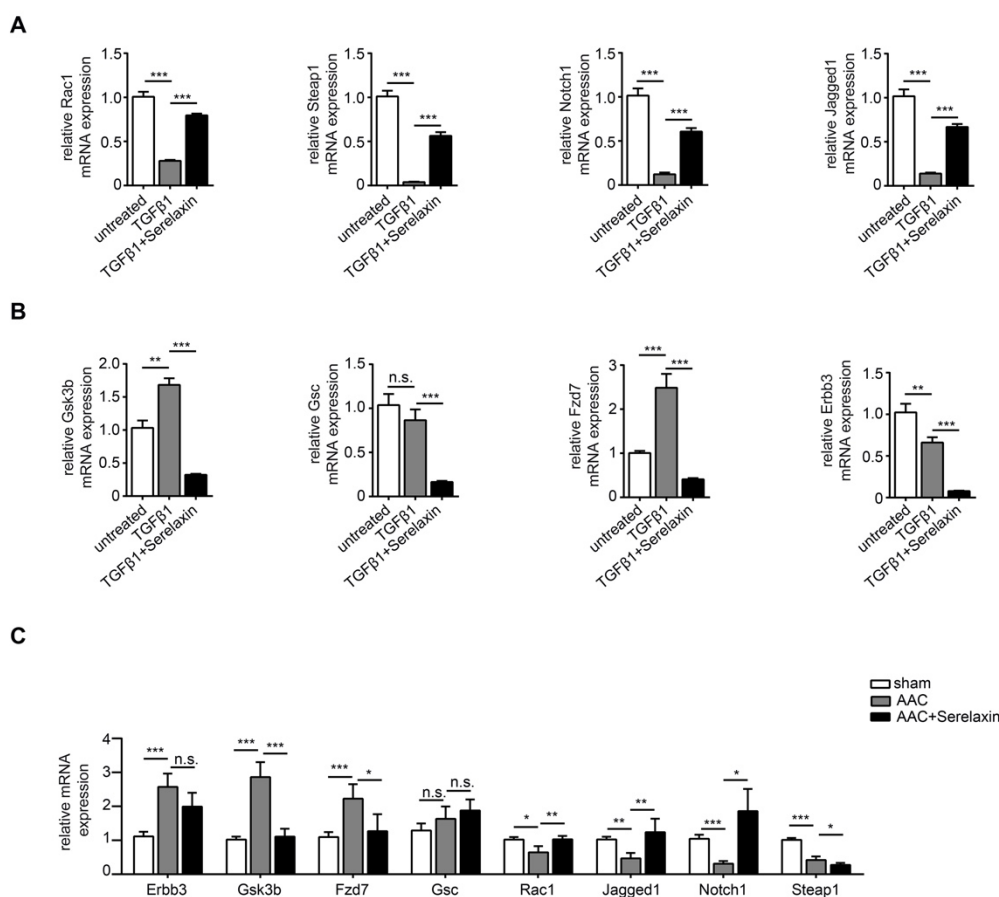 A
relative Rac1
mRNA expression
1.5
1.0
0.5
0
***
***
untreated
TGFβ1
TGFβ1+Serelaxin
relative Steap1
mRNA expression
1.5
1.0
0.5
0
***
***
untreated
TGFβ1
TGFβ1+Serelaxin
relative Notch1
mRNA expression
1.5
1.0
0.5
0
***
***
untreated
TGFβ1
TGFβ1+Serelaxin
relative Jagged1
mRNA expression
1.5
1.0
0.5
0
***
***
untreated
TGFβ1
TGFβ1+Serelaxin
B
relative Gsk3b
mRNA expression
2.0
1.5
1.0
0.5
0
**
***
untreated
TGFβ1
TGFβ1+Serelaxin
relative Gsc
mRNA expression
1.5
1.0
0.5
0
n.s.
***
untreated
TGFβ1
TGFβ1+Serelaxin
relative Fzd7
mRNA expression
3
2
1
0
***
***
untreated
TGFβ1
TGFβ1+Serelaxin
relative Erbb3
mRNA expression
1.5
1.0
0.5
0
**
***
untreated
TGFβ1
TGFβ1+Serelaxin
C
sham
AAC
AAC+Serelaxin
relative mRNA
expression
4
3
2
1
0
*** n.s.
*** ***
*** *
n.s. n.s.
* **
** **
*** *
*** *
Erbb3 Gsk3b Fzd7 Gsc Rac1 Jagged1 Notch1 Steap1